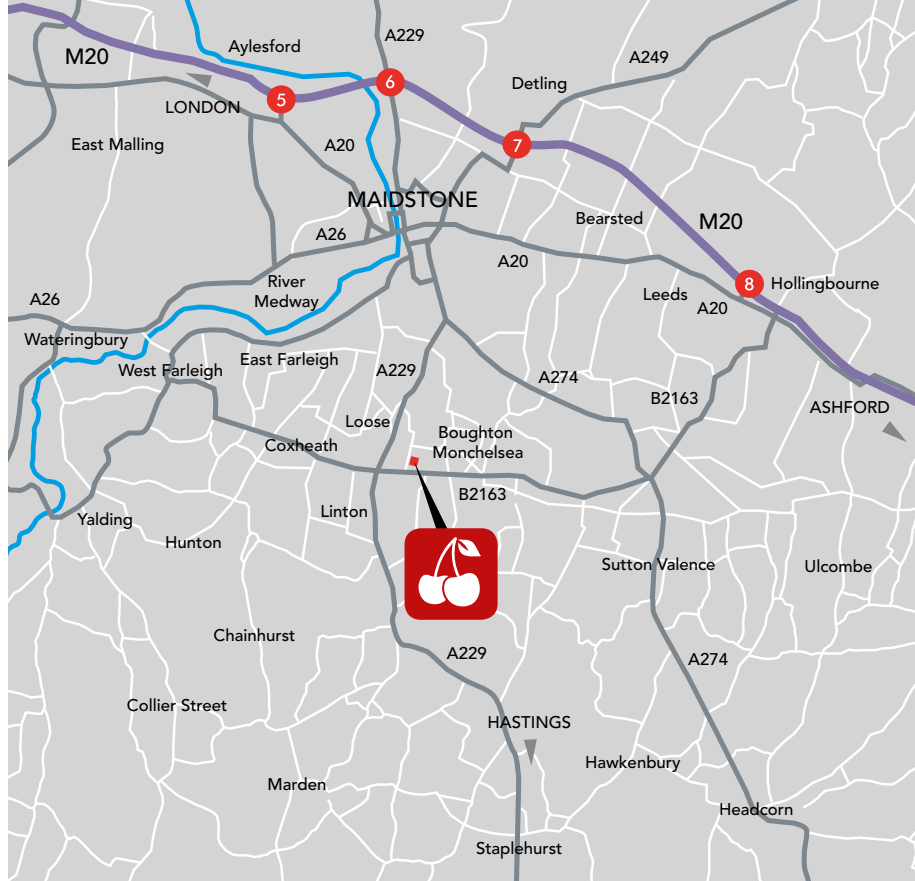 A229
Aylesford
M20
A249
Detling
6
5
LONDON
East Malling
A20
7
MAIDSTONE
Bearsted
M20
A26
A20
River
Medway
8
Hollingbourne
Leeds
A20
A26
Wateringbury
West Farleigh
East Farleigh
A229
A274
B2163
ASHFORD
Loose
Boughton
Monchelsea
Coxheath
B2163
Linton
Yalding
Hunton
Sutton Valence
Ulcombe
Chainhurst
A229
A274
Collier Street
HASTINGS
Hawkenbury
Marden
Headcorn
Staplehurst